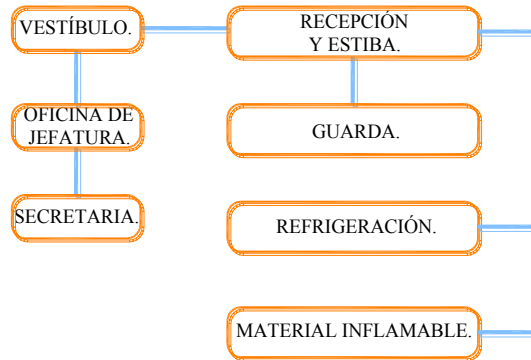 VESTÍBULO.
RECEPCIÓN
Y ESTIBA.
OFICINA DE
JEFATURA.
GUARDA.
SECRETARIA.
REFRIGERACIÓN.
MATERIAL INFLAMABLE.